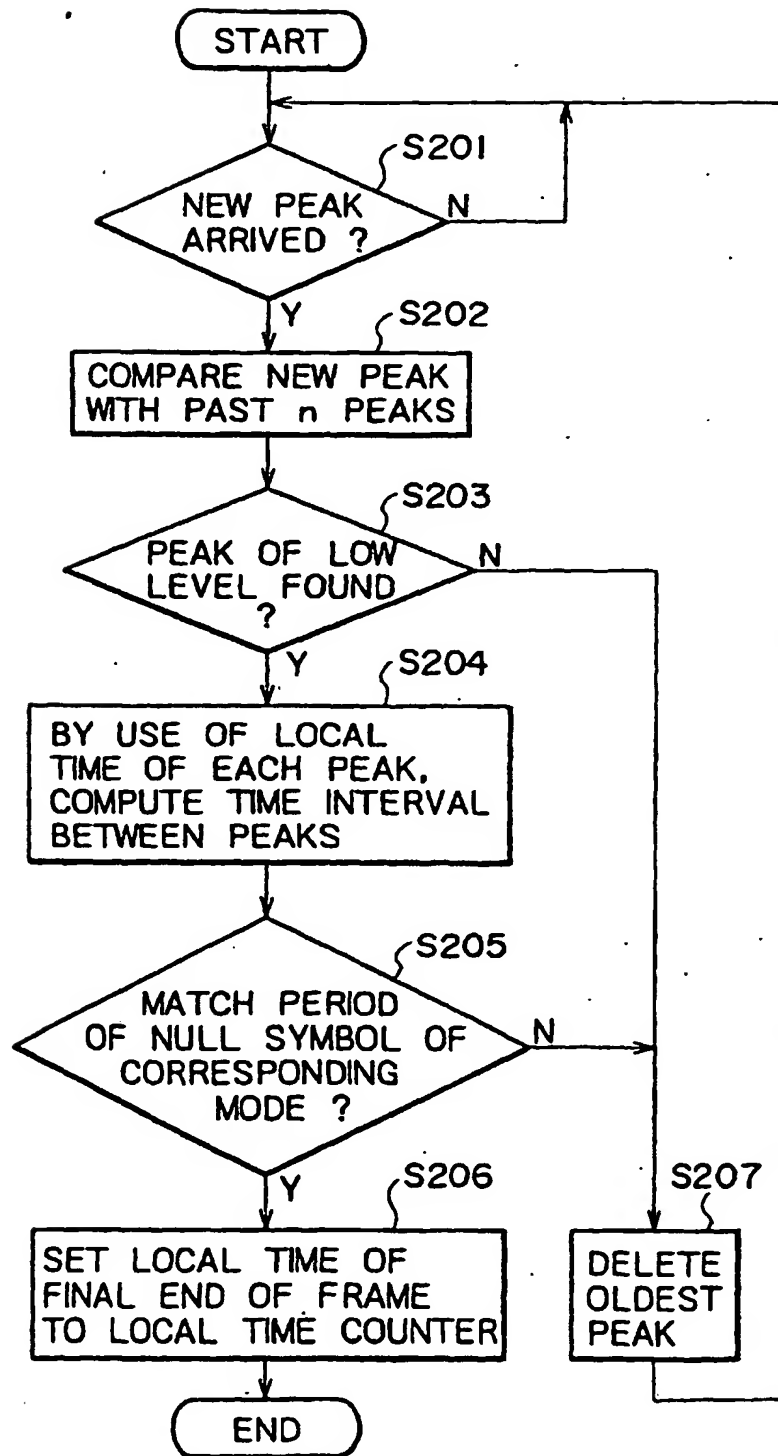 START
S201
NEW PEAK
ARRIVED ?
N
Y
S202
COMPARE NEW PEAK
WITH PAST n PEAKS
S203
PEAK OF LOW
LEVEL FOUND
?
N
Y
S204
BY USE OF LOCAL
TIME OF EACH PEAK,
COMPUTE TIME INTERVAL
BETWEEN PEAKS
S205
MATCH PERIOD
OF NULL SYMBOL OF
CORRESPONDING
MODE ?
N
Y
S206
SET LOCAL TIME OF
FINAL END OF FRAME
TO LOCAL TIME COUNTER
S207
DELETE
OLDEST
PEAK
END